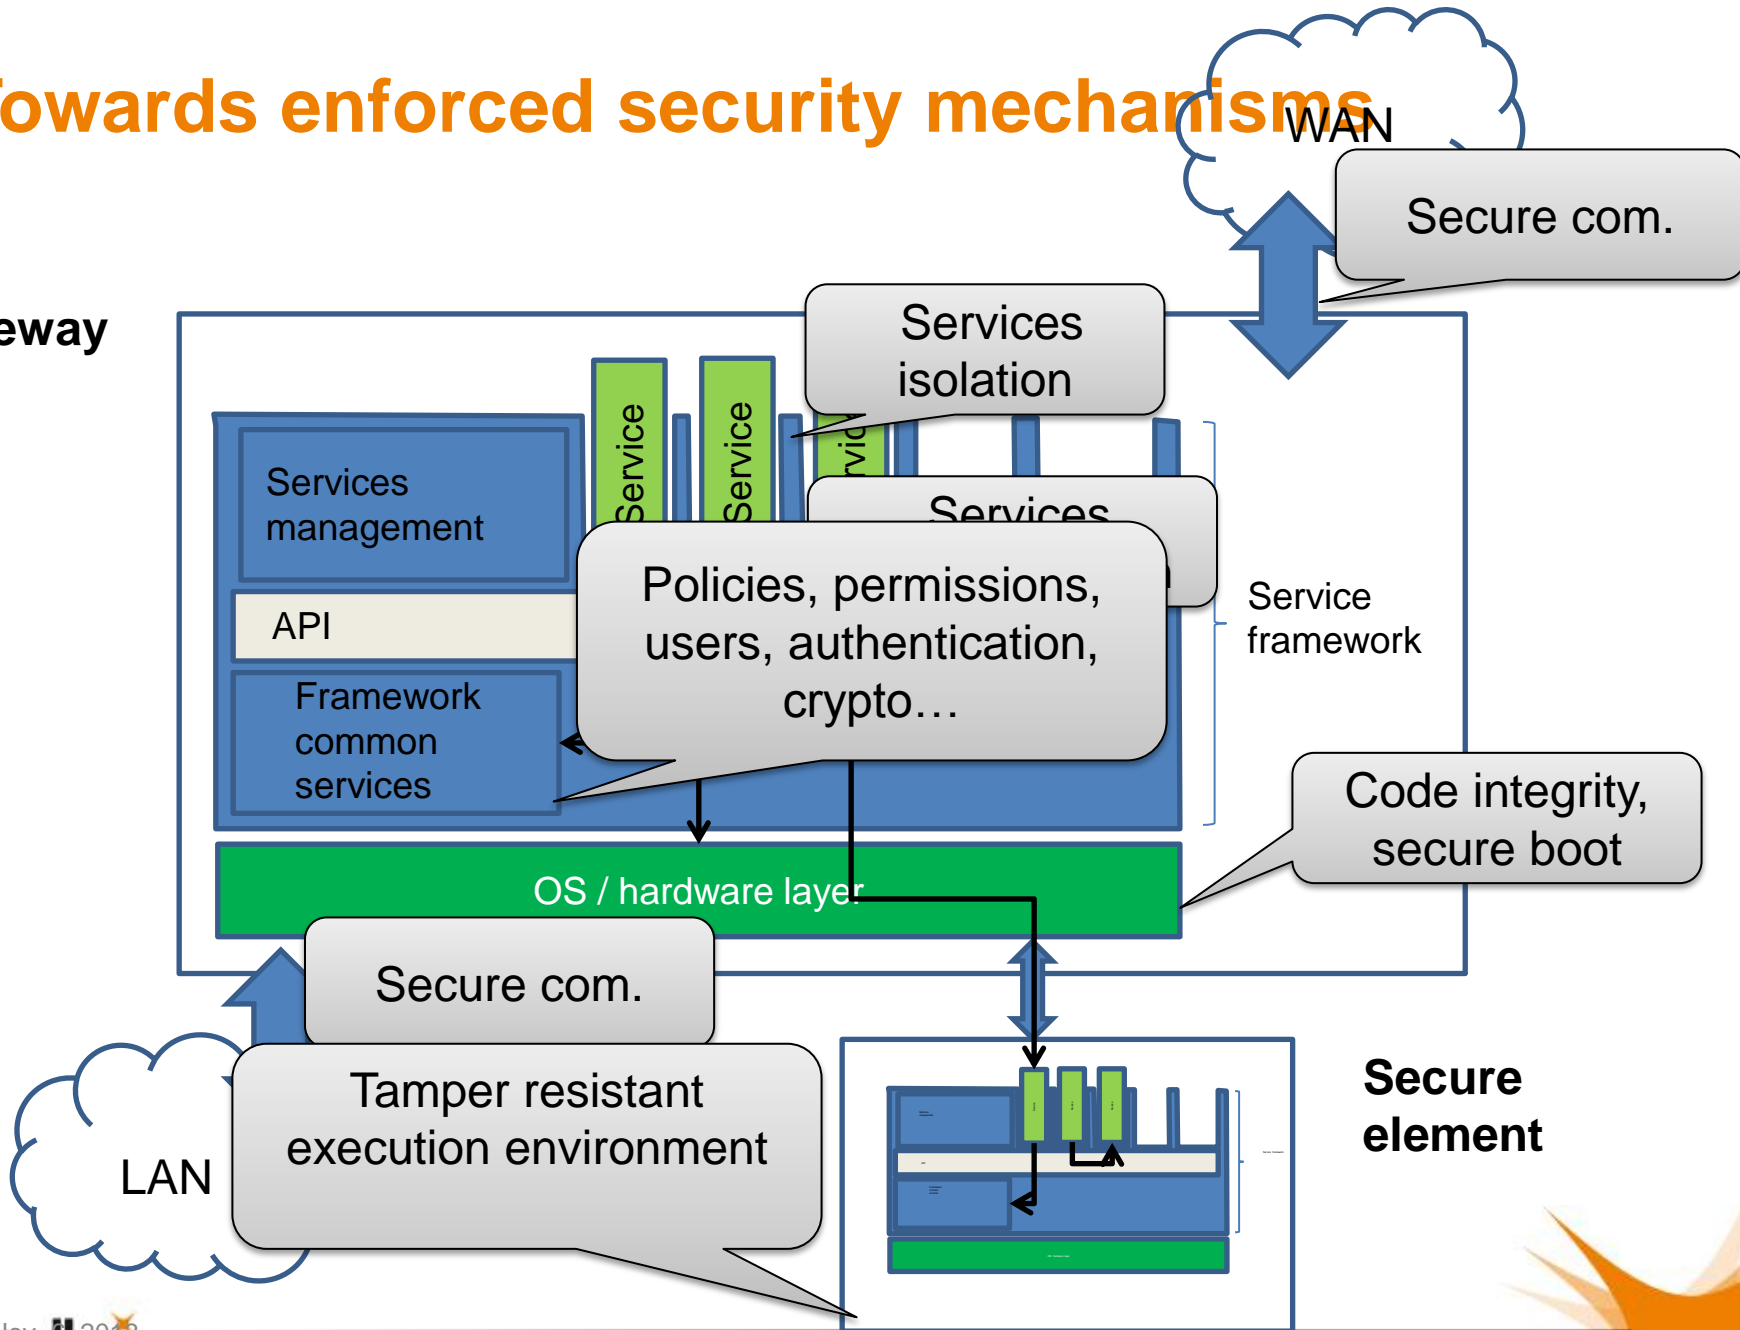 owards enforced security mechanisms
WAN
Secure com.
eway
Services
isolation
Service
Service
Services
management
Services
Policies, permissions,
users, authentication,
crypto…
API
Service
framework
Framework
common
services
Code integrity,
secure boot
OS / hardware layer
Secure com.
Tamper resistant
execution environment
LAN
Secure
element